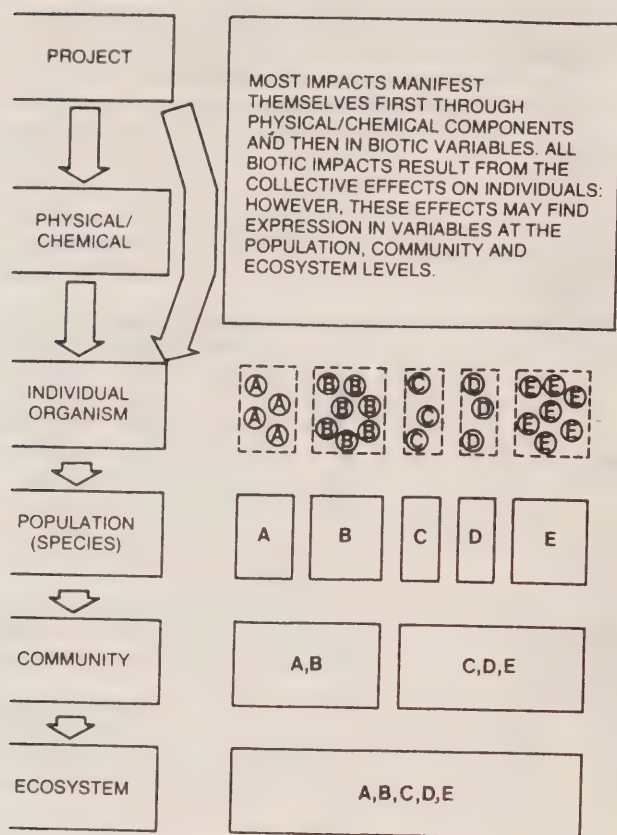 PROJECT
MOST IMPACTS MANIFEST
THEMSELVES FIRST THROUGH
PHYSICAL/CHEMICAL COMPONENTS
AND THEN IN BIOTIC VARIABLES. ALL
BIOTIC IMPACTS RESULT FROM THE
COLLECTIVE EFFECTS ON INDIVIDUALS:
HOWEVER, THESE EFFECTS MAY FIND
EXPRESSION IN VARIABLES AT THE
POPULATION, COMMUNITY AND
ECOSYSTEM LEVELS.
PHYSICAL/
CHEMICAL
INDIVIDUAL
ORGANISM
A A A A
B B B B B B B
C C C
D D D
E E E E E E E
POPULATION
(SPECIES)
A B C D E
COMMUNITY
A,B C,D,E
ECOSYSTEM
A,B,C,D,E